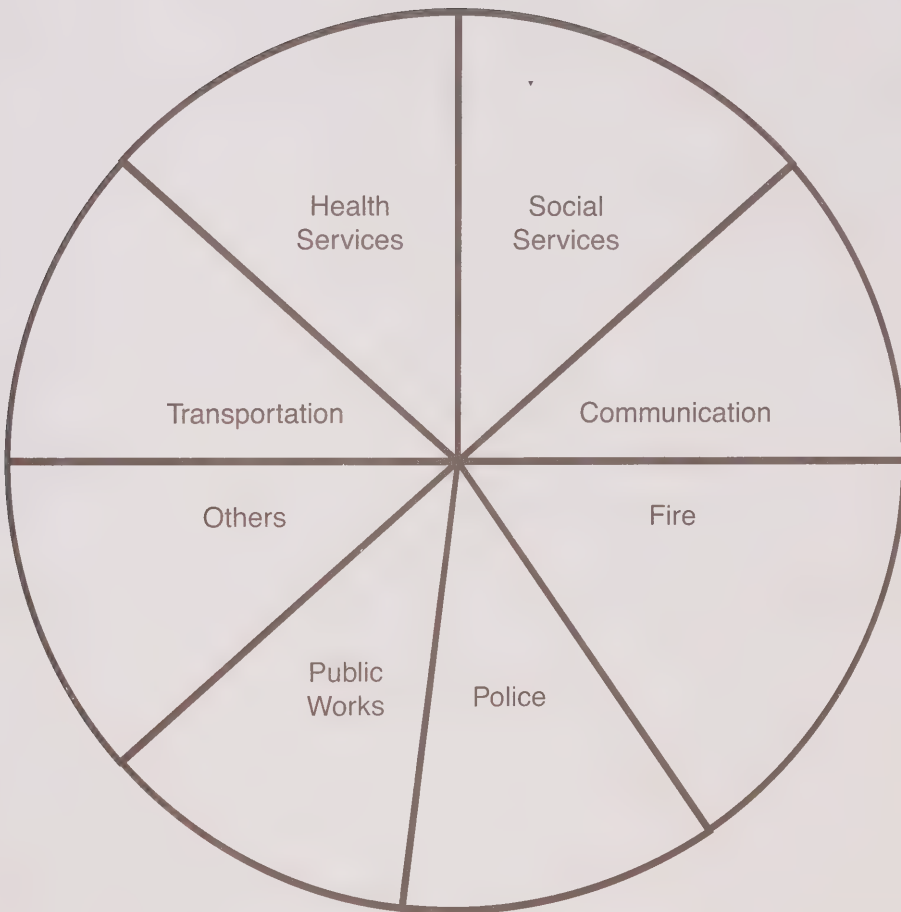 Health
Services
Social
Services
Transportation
Communication
Others
Fire
Public
Works
Police